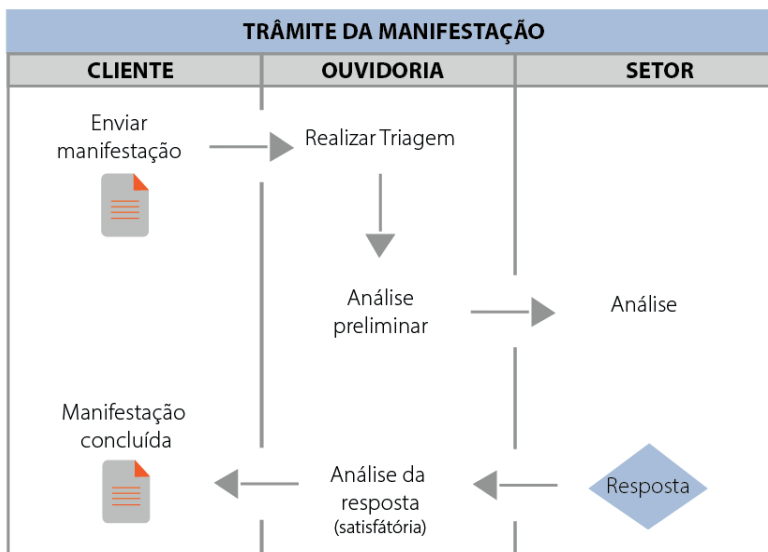 TRÂMITE DA MANIFESTAÇÃO
CLIENTE
OUVIDORIA
SETOR
Enviar
manifestação
Realizar Triagem
Análise
preliminar
Análise
Manifestação
concluída
Análise da
resposta
(satisfátória)
Resposta